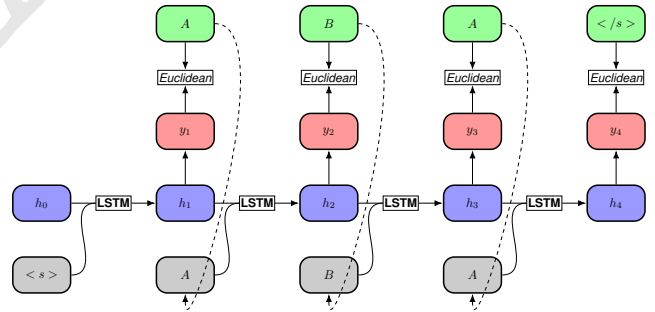 A B A </s>
Euclidean Euclidean Euclidean Euclidean
y₁ y₂ y₃ y₄
h₀ LSTM h₁ LSTM h₂ LSTM h₃ LSTM h₄
<s> A B A